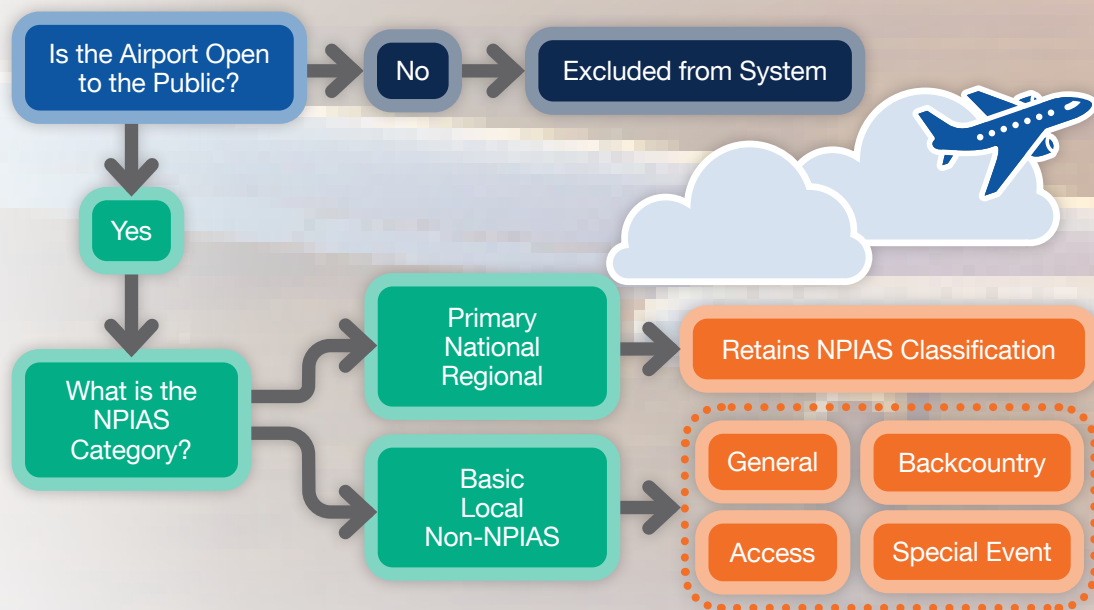 Is the Airport Open
to the Public?
No
Excluded from System
Yes
What is the
NPIAS
Category?
Primary
National
Regional
Retains NPIAS Classification
Basic
Local
Non-NPIAS
General
Backcountry
Access
Special Event